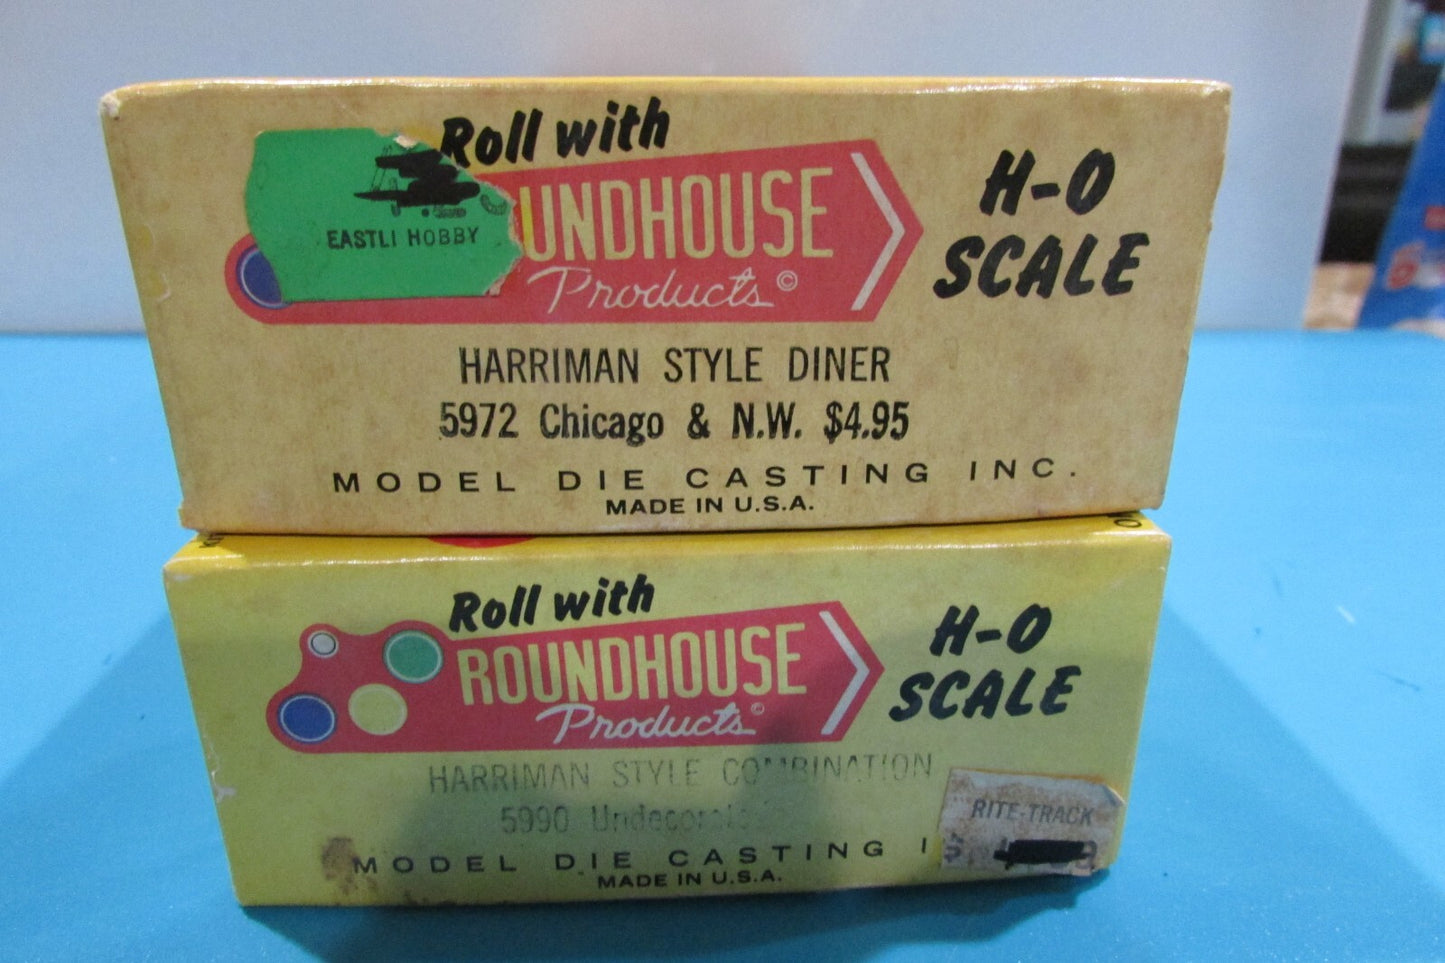 Roll with
EASTLI HOBBY
UNDHOUSE
Products©
H-O
SCALE
HARRIMAN STYLE DINER
5972 Chicago & N.W. $4.95
MODEL DIE CASTING INC.
MADE IN U.S.A.
Roll with
ROUNDHOUSE
Products©
H-O
SCALE
HARRIMAN STYLE COMBINATION
5990
RITE-TRACK
MODEL DIE CASTING I
MADE IN U.S.A.